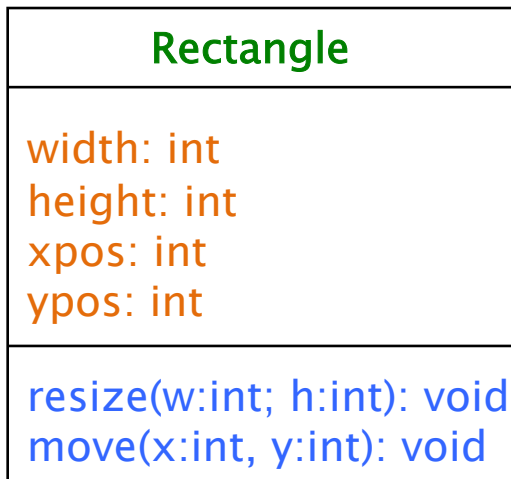 Rectangle
width: int
height: int
xpos: int
ypos: int
resize(w:int; h:int): void
move(x:int, y:int): void